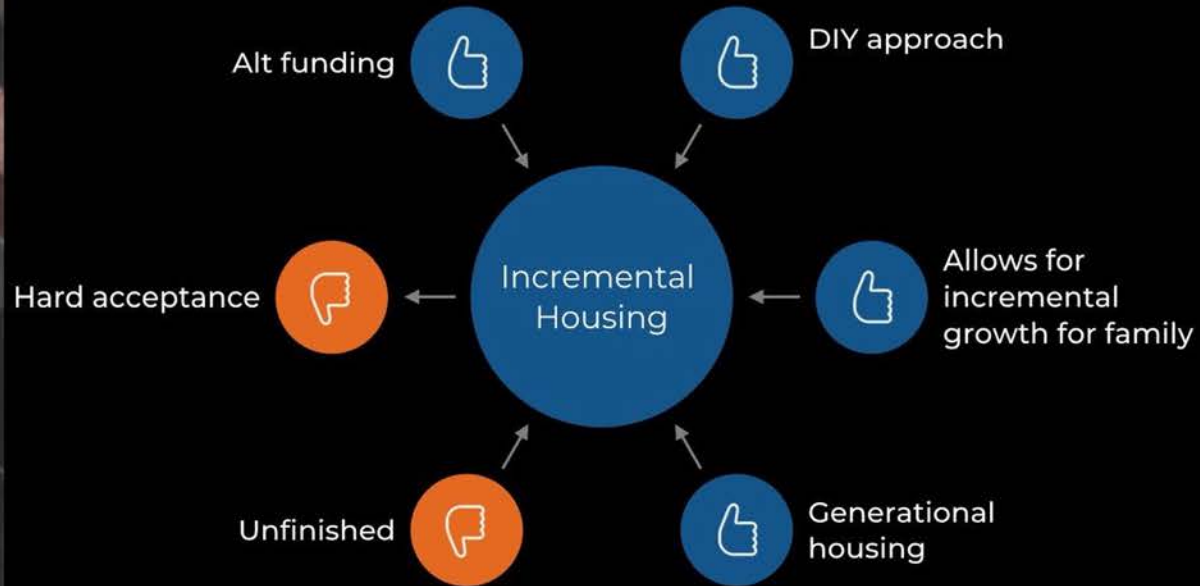 Alt funding
DIY approach
Hard acceptance
Incremental
Housing
Allows for
incremental
growth for family
Unfinished
Generational
housing